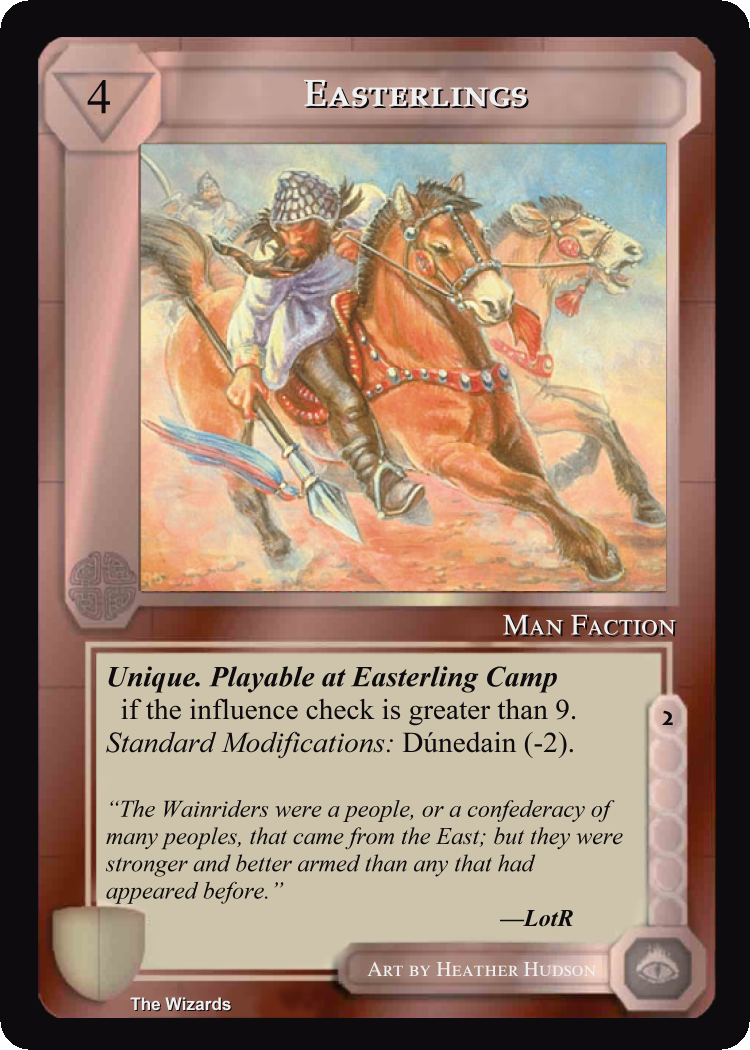 4
Easterlings
Man Faction
Unique. Playable at Easterling Camp
if the influence check is greater than 9.
Standard Modifications: Dúnedain (-2).
2
“The Wainriders were a people, or a confederacy of
many peoples, that came from the East; but they were
stronger and better armed than any that had
appeared before.”
—LotR
Art by Heather Hudson
The Wizards